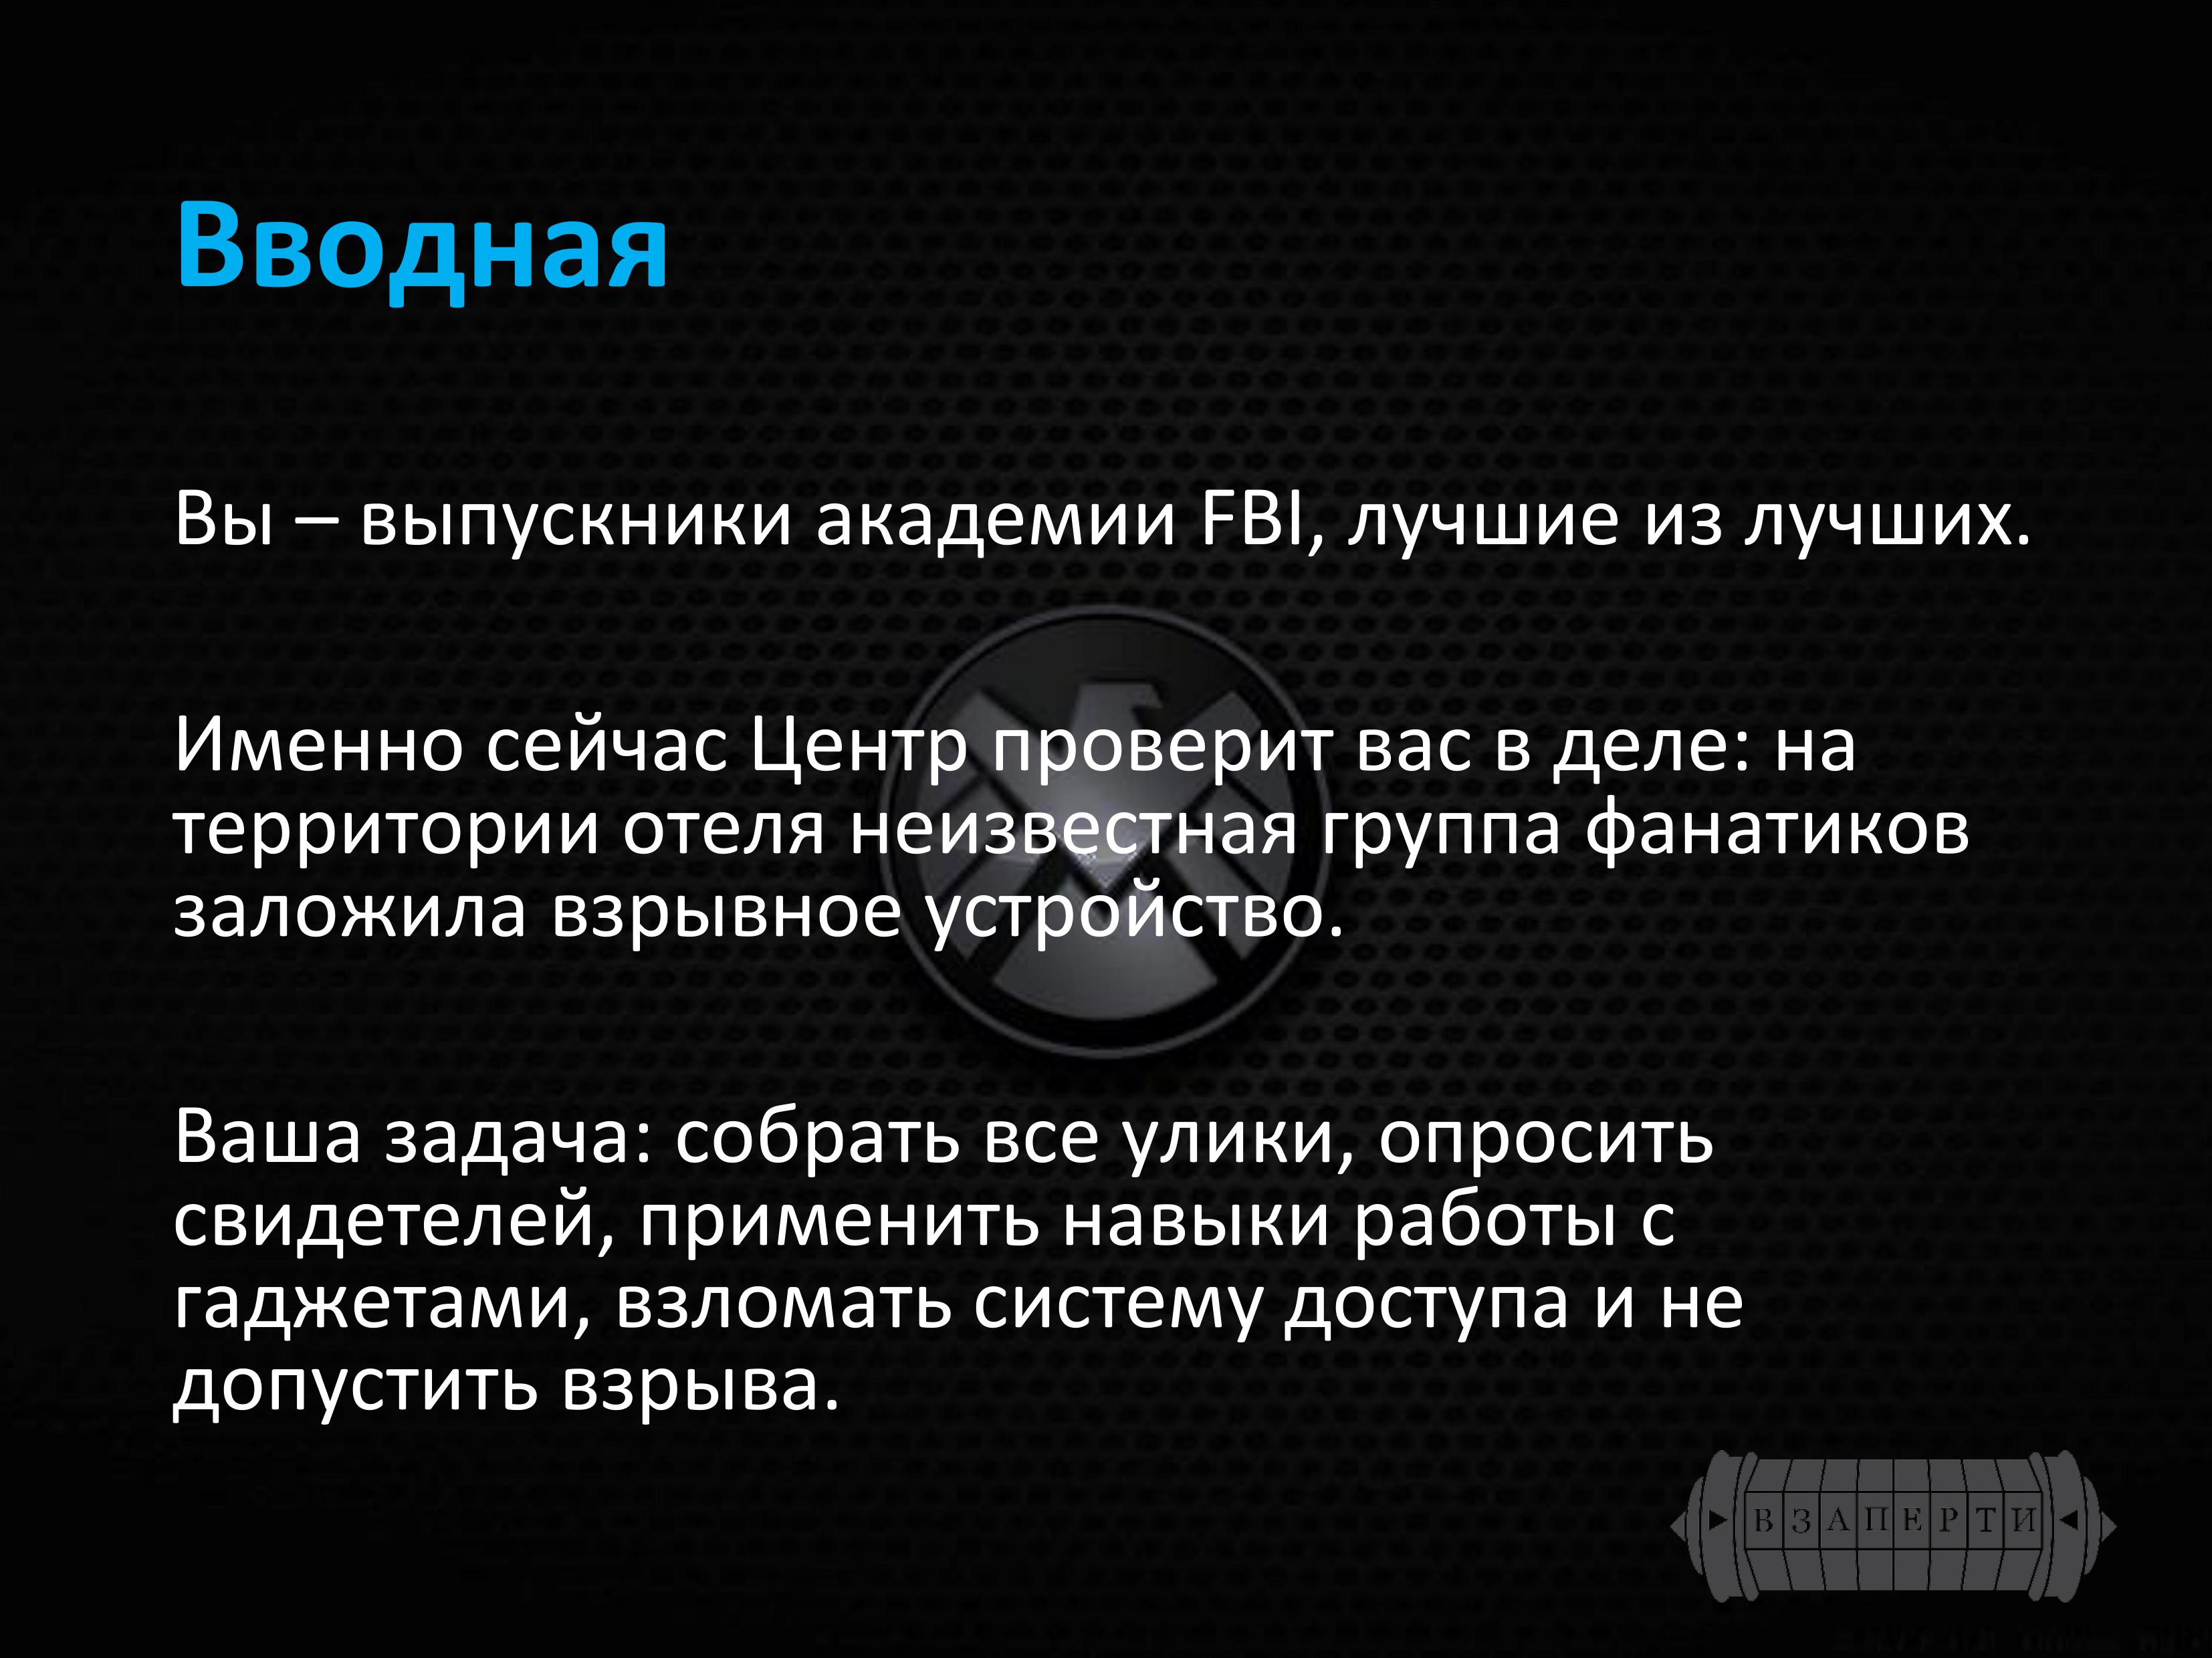 Вводная
Вы – выпускники академии FBI, лучшие из лучших.
Именно сейчас Центр проверит вас в деле: на
территории отеля неизвестная группа фанатиков
заложила взрывное устройство.
Ваша задача: собрать все улики, опросить
свидетелей, применить навыки работы с
гаджетами, взломать систему доступа и не
допустить взрыва.
ВЗАПЕРТИ